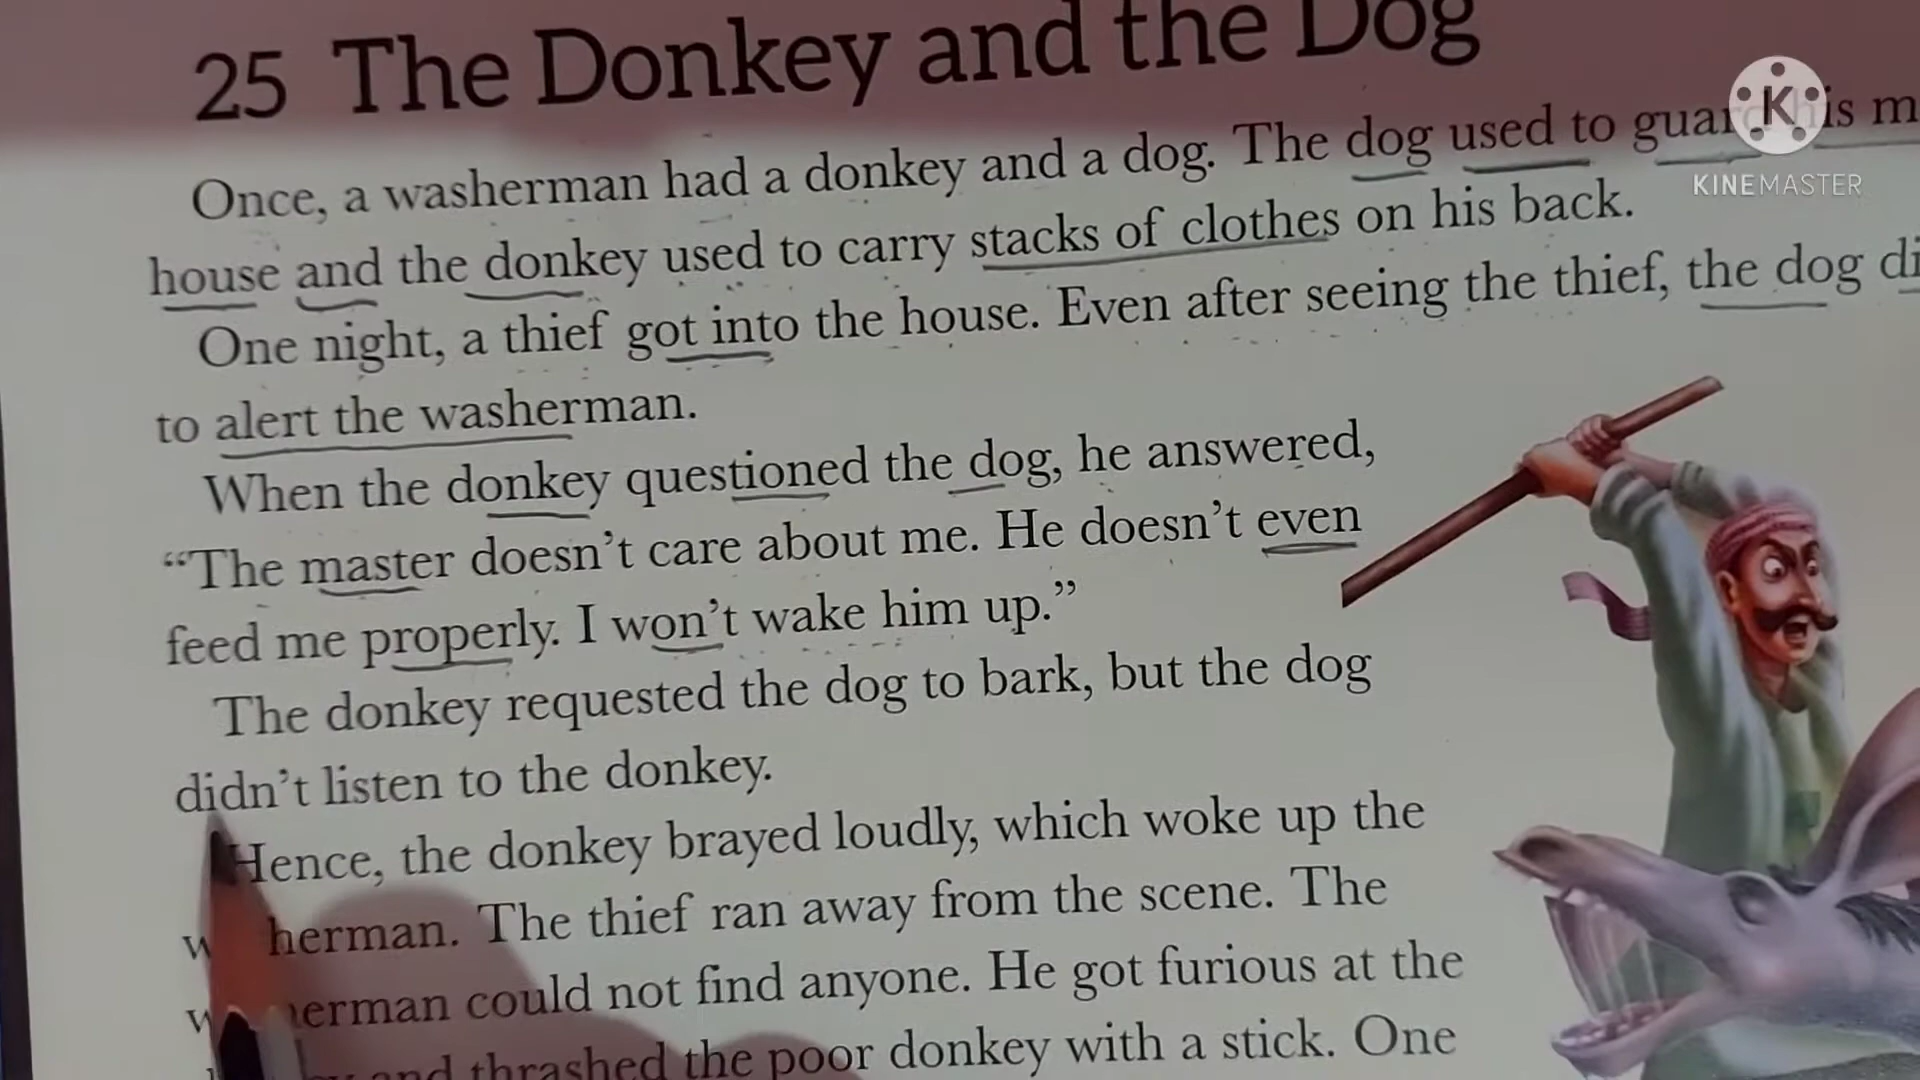 25 The Donkey and the Dog
Once, a washerman had a donkey and a dog. The dog used to guard his
house and the donkey used to carry stacks of clothes on his back.
One night, a thief got into the house. Even after seeing the thief, the dog
to alert the washerman.
When the donkey questioned the dog, he answered,
“The master doesn’t care about me. He doesn’t even
feed me properly. I won’t wake him up.”
The donkey requested the dog to bark, but the dog
didn’t listen to the donkey.
Hence, the donkey brayed loudly, which woke up the
washerman. The thief ran away from the scene. The
washerman could not find anyone. He got furious at the
and thrashed the poor donkey with a stick. One
K
KINEMASTER